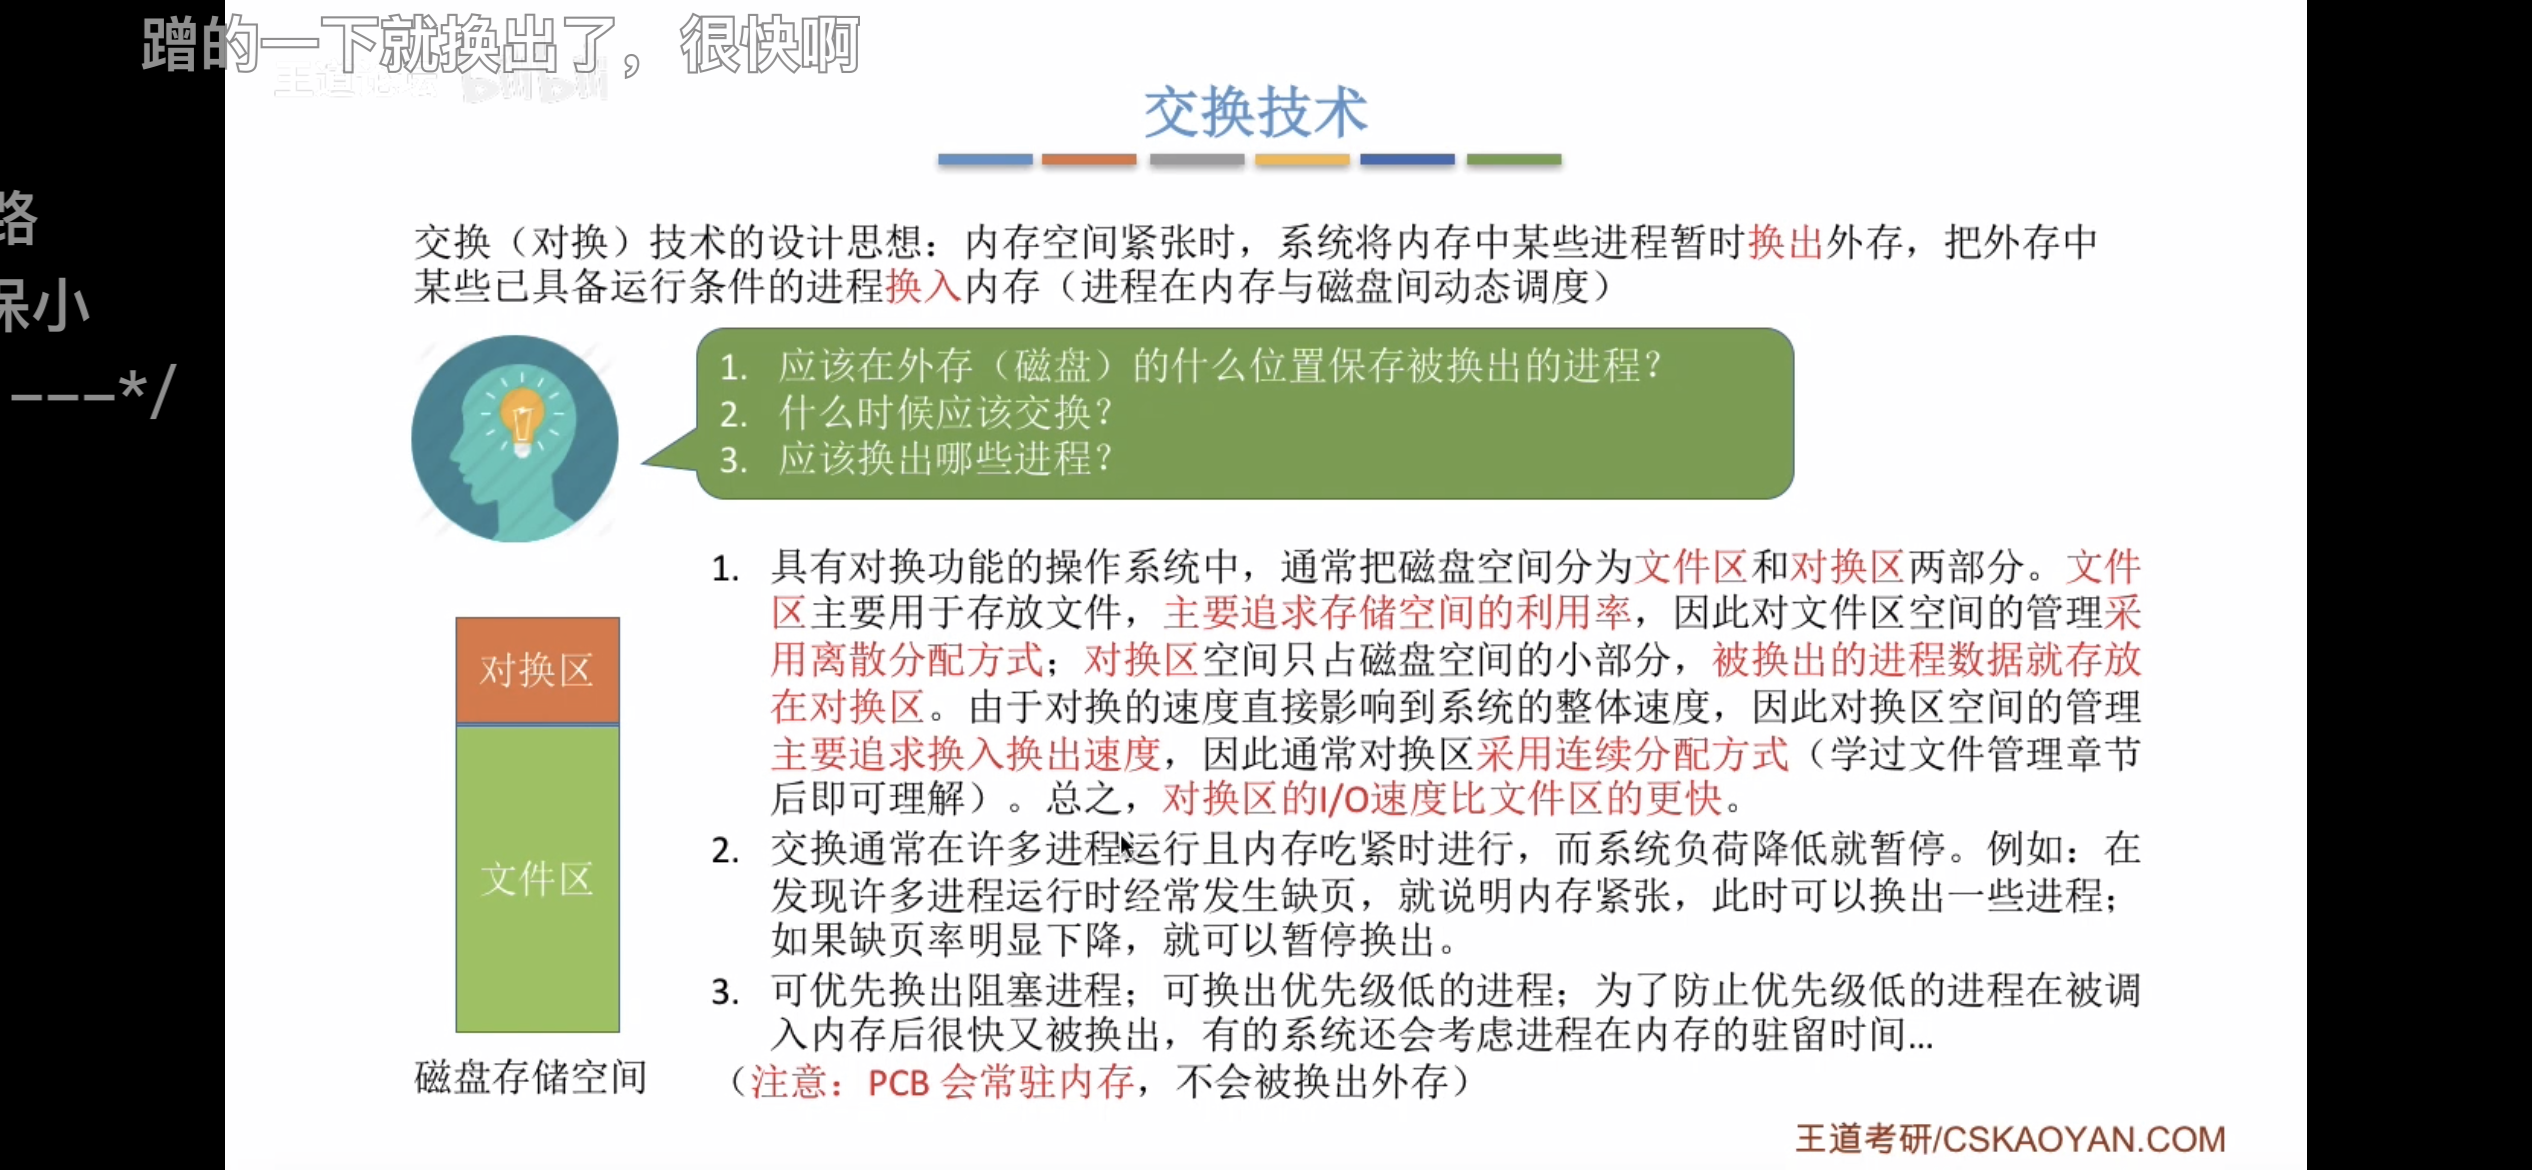 蹭的一下就换出了，很快啊
王道论坛 bilibili
路
保小
---*/
交换技术
交换（对换）技术的设计思想：内存空间紧张时，系统将内存中某些进程暂时换出外存，把外存中
某些已具备运行条件的进程换入内存（进程在内存与磁盘间动态调度）
1. 应该在外存（磁盘）的什么位置保存被换出的进程？
2. 什么时候应该交换？
3. 应该换出哪些进程？
1. 具有对换功能的操作系统中，通常把磁盘空间分为文件区和对换区两部分。文件
区主要用于存放文件，主要追求存储空间的利用率，因此对文件区空间的管理采
用离散分配方式；对换区空间只占磁盘空间的小部分，被换出的进程数据就存放
在对换区。由于对换的速度直接影响到系统的整体速度，因此对换区空间的管理
主要追求换入换出速度，因此通常对换区采用连续分配方式（学过文件管理章节
后即可理解）。总之，对换区的I/O速度比文件区的更快。
2. 交换通常在许多进程运行且内存吃紧时进行，而系统负荷降低就暂停。例如：在
发现许多进程运行时经常发生缺页，就说明内存紧张，此时可以换出一些进程；
如果缺页率明显下降，就可以暂停换出。
3. 可优先换出阻塞进程；可换出优先级低的进程；为了防止优先级低的进程在被调
入内存后很快又被换出，有的系统还会考虑进程在内存的驻留时间…
（注意：PCB 会常驻内存，不会被换出外存）
对换区
文件区
磁盘存储空间
王道考研/CSKAOYAN.COM